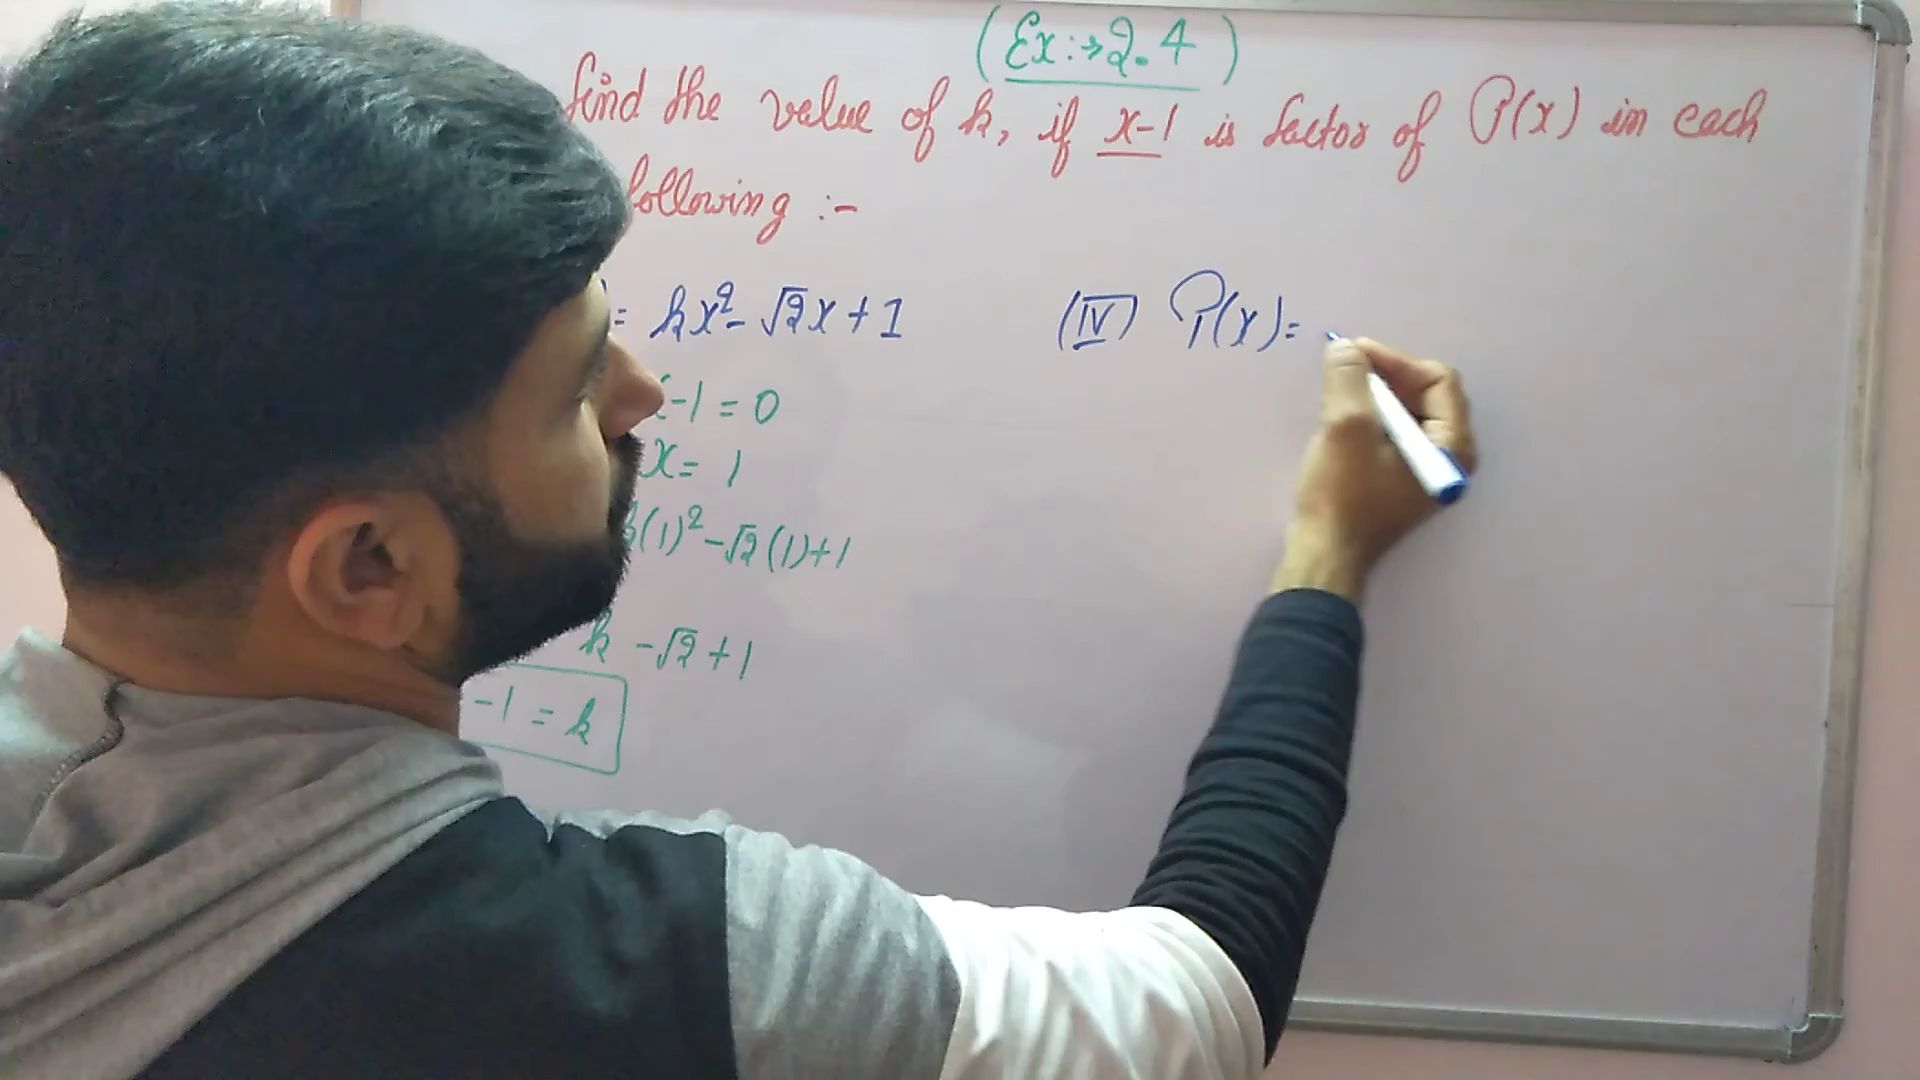 (Ex:→2.4)
find the value of k, if x-1 is factor of P(x) in each
following :-
)= kx²-√2x+1
(IV) P(x)=
x-1=0
x=1
k(1)²-√2(1)+1
k-√2+1
-1=k